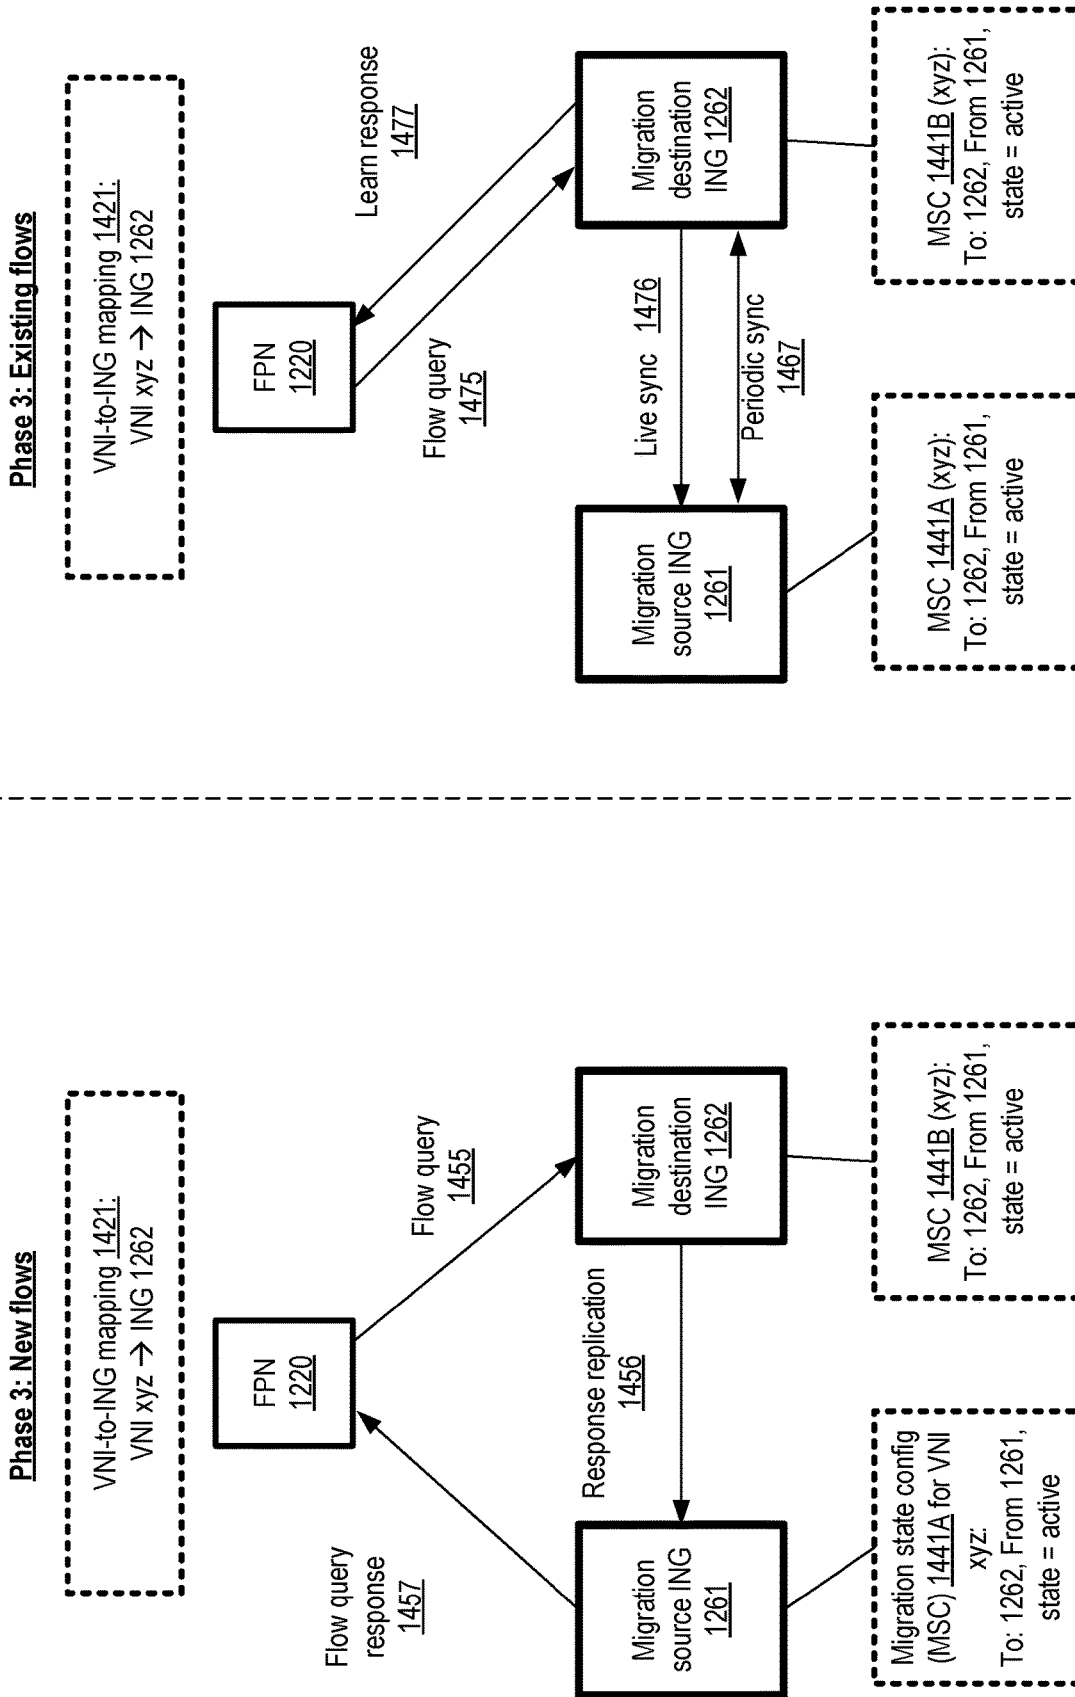 Phase 3: New flows
VNI-to-ING mapping 1421:
VNI xyz → ING 1262
FPN
1220
Flow query
response
1457
Flow query
1455
Migration
source ING
1261
Response replication
1456
Migration
destination
ING 1262
Migration state config
(MSC) 1441A for VNI
xyz:
To: 1262, From 1261,
state = active
MSC 1441B (xyz):
To: 1262, From 1261,
state = active
Phase 3: Existing flows
VNI-to-ING mapping 1421:
VNI xyz → ING 1262
FPN
1220
Flow query
1475
Learn response
1477
Migration
source ING
1261
Live sync 1476
Periodic sync
1467
Migration
destination
ING 1262
MSC 1441A (xyz):
To: 1262, From 1261,
state = active
MSC 1441B (xyz):
To: 1262, From 1261,
state = active